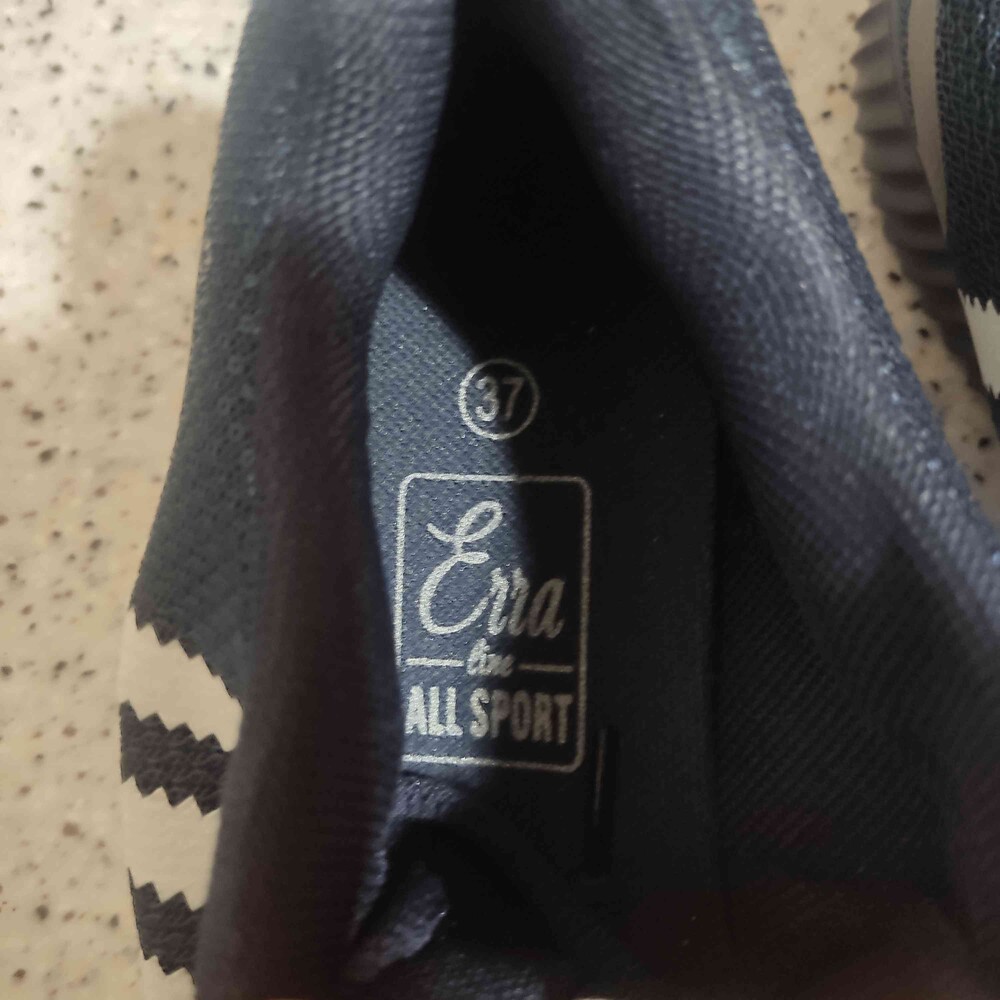 37
Erra
line
ALL SPORT